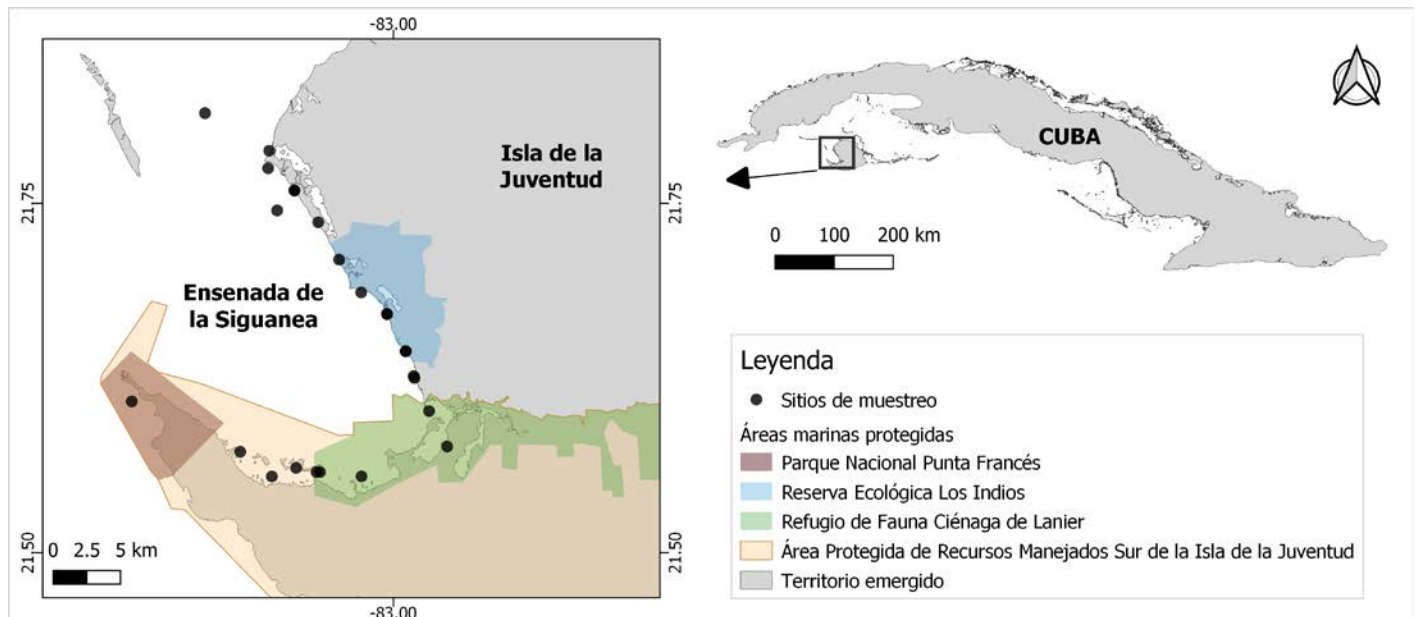 -83.00
Isla de la
Juventud
21.75
21.75
Ensenada de
la Siguanea
21.50
21.50
0 2.5 5 km
-83.00
CUBA
0 100 200 km
Leyenda
Sitios de muestreo
Áreas marinas protegidas
Parque Nacional Punta Francés
Reserva Ecológica Los Indios
Refugio de Fauna Ciénaga de Lanier
Área Protegida de Recursos Manejados Sur de la Isla de la Juventud
Territorio emergido